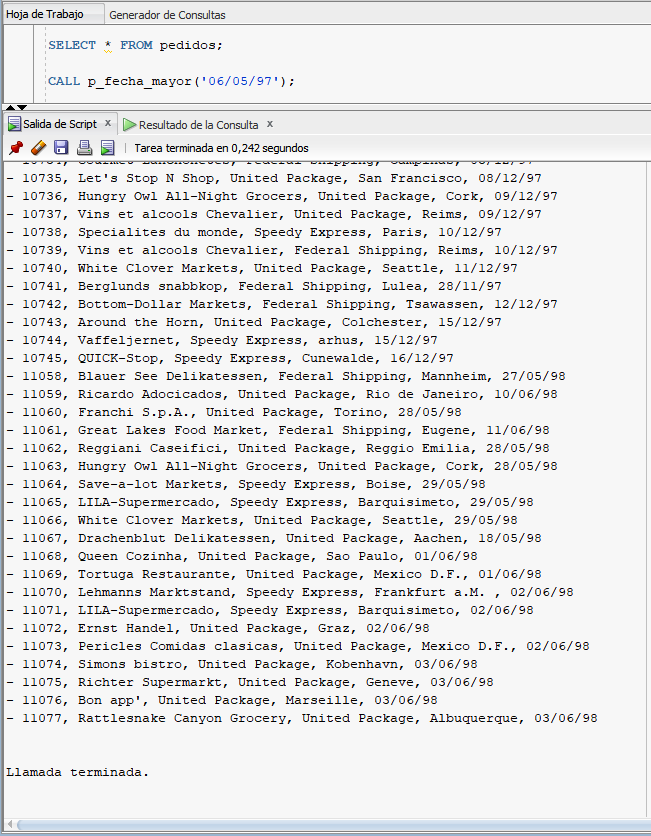 Hoja de Trabajo Generador de Consultas
SELECT * FROM pedidos;
CALL p_fecha_mayor('06/05/97');
Salida de Script x Resultado de la Consulta x
Tarea terminada en 0,242 segundos
- 10735, Let's Stop N Shop, United Package, San Francisco, 08/12/97
- 10736, Hungry Owl All-Night Grocers, United Package, Cork, 09/12/97
- 10737, Vins et alcools Chevalier, United Package, Reims, 09/12/97
- 10738, Specialites du monde, Speedy Express, Paris, 10/12/97
- 10739, Vins et alcools Chevalier, Federal Shipping, Reims, 10/12/97
- 10740, White Clover Markets, United Package, Seattle, 11/12/97
- 10741, Berglunds snabbkop, Federal Shipping, Lulea, 28/11/97
- 10742, Bottom-Dollar Markets, Federal Shipping, Tsawassen, 12/12/97
- 10743, Around the Horn, United Package, Colchester, 15/12/97
- 10744, Vaffeljernet, Speedy Express, arhus, 15/12/97
- 10745, QUICK-Stop, Speedy Express, Cunewalde, 16/12/97
- 11058, Blauer See Delikatessen, Federal Shipping, Mannheim, 27/05/98
- 11059, Ricardo Adocicados, United Package, Rio de Janeiro, 10/06/98
- 11060, Franchi S.p.A., United Package, Torino, 28/05/98
- 11061, Great Lakes Food Market, Federal Shipping, Eugene, 11/06/98
- 11062, Reggiani Caseifici, United Package, Reggio Emilia, 28/05/98
- 11063, Hungry Owl All-Night Grocers, United Package, Cork, 28/05/98
- 11064, Save-a-lot Markets, Speedy Express, Boise, 29/05/98
- 11065, LILA-Supermercado, Speedy Express, Barquisimeto, 29/05/98
- 11066, White Clover Markets, United Package, Seattle, 29/05/98
- 11067, Drachenblut Delikatessen, United Package, Aachen, 18/05/98
- 11068, Queen Cozinha, United Package, Sao Paulo, 01/06/98
- 11069, Tortuga Restaurante, United Package, Mexico D.F., 01/06/98
- 11070, Lehmanns Marktstand, Speedy Express, Frankfurt a.M. , 02/06/98
- 11071, LILA-Supermercado, Speedy Express, Barquisimeto, 02/06/98
- 11072, Ernst Handel, United Package, Graz, 02/06/98
- 11073, Pericles Comidas clasicas, United Package, Mexico D.F., 02/06/98
- 11074, Simons bistro, United Package, Kobenhavn, 03/06/98
- 11075, Richter Supermarkt, United Package, Geneve, 03/06/98
- 11076, Bon app', United Package, Marseille, 03/06/98
- 11077, Rattlesnake Canyon Grocery, United Package, Albuquerque, 03/06/98
Llamada terminada.